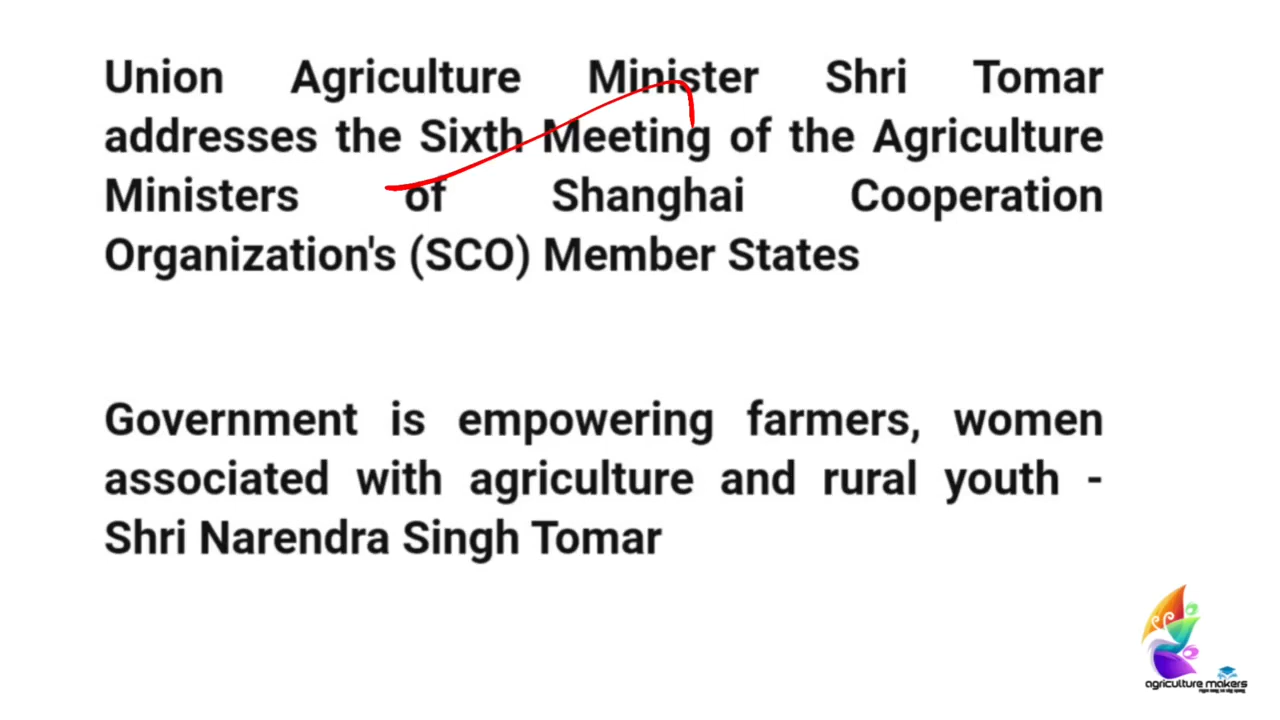 Union Agriculture Minister Shri Tomar
addresses the Sixth Meeting of the Agriculture
Ministers of Shanghai Cooperation
Organization's (SCO) Member States
Government is empowering farmers, women
associated with agriculture and rural youth -
Shri Narendra Singh Tomar
agriculture makers